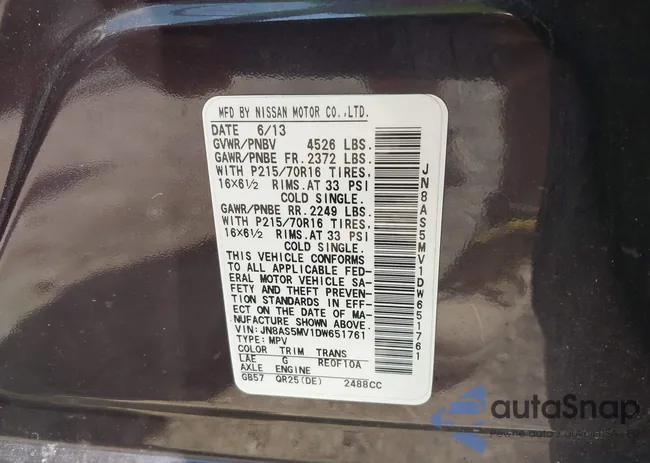 MFD BY NISSAN MOTOR CO.,LTD.
DATE 6/13
GVWR/PNBV 4526 LBS.
GAWR/PNBE FR. 2372 LBS.
WITH P215/70R16 TIRES.
16X6½ RIMS.AT 33 PSI
COLD SINGLE.
GAWR/PNBE RR. 2249 LBS.
WITH P215/70R16 TIRES.
16X6½ RIMS.AT 33 PSI
COLD SINGLE.
THIS VEHICLE CONFORMS
TO ALL APPLICABLE FED-
ERAL MOTOR VEHICLE SA-
FETY AND THEFT PREVEN-
TION STANDARDS IN EFF-
ECT ON THE DATE OF MA-
NUFACTURE SHOWN ABOVE.
VIN: JN8AS5MV1DW651761
TYPE: MPV
COLOR TRIM TRANS
LAE G RE0F10A
AXLE ENGINE
GB57 QR25(DE) 2488CC
JN8AS5MV1DW651761
autaSnap
Pewne auta z